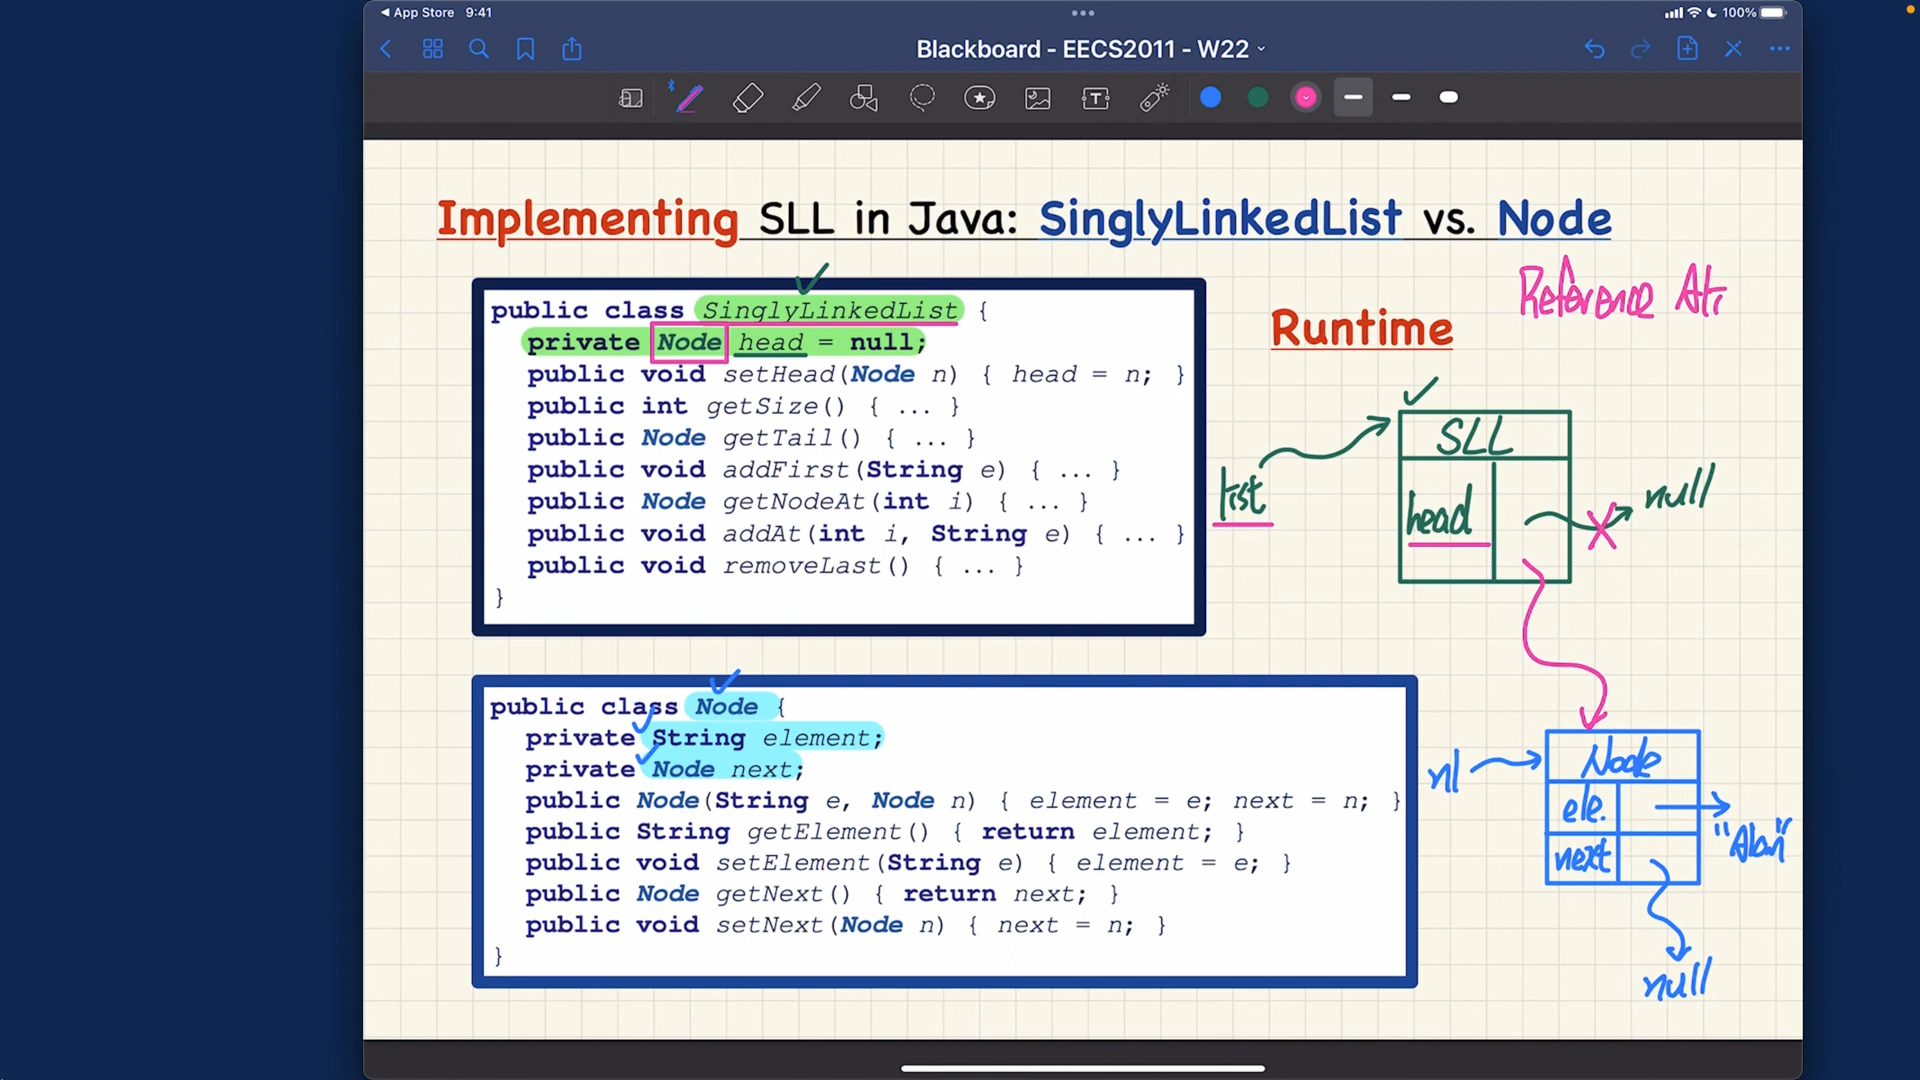 App Store 9:41
100%
Blackboard - EECS2011 - W22
Implementing SLL in Java: SinglyLinkedList vs. Node
Reference At
Runtime
public class SinglyLinkedList {
private Node head = null;
public void setHead(Node n) { head = n; }
public int getSize() { ... }
public Node getTail() { ... }
public void addFirst(String e) { ... }
public Node getNodeAt(int i) { ... }
public void addAt(int i, String e) { ... }
public void removeLast() { ... }
}
SLL
list
head
null
public class Node {
private String element;
private Node next;
public Node(String e, Node n) { element = e; next = n; }
public String getElement() { return element; }
public void setElement(String e) { element = e; }
public Node getNext() { return next; }
public void setNext(Node n) { next = n; }
}
n1
Node
ele.
"Alan"
next
null